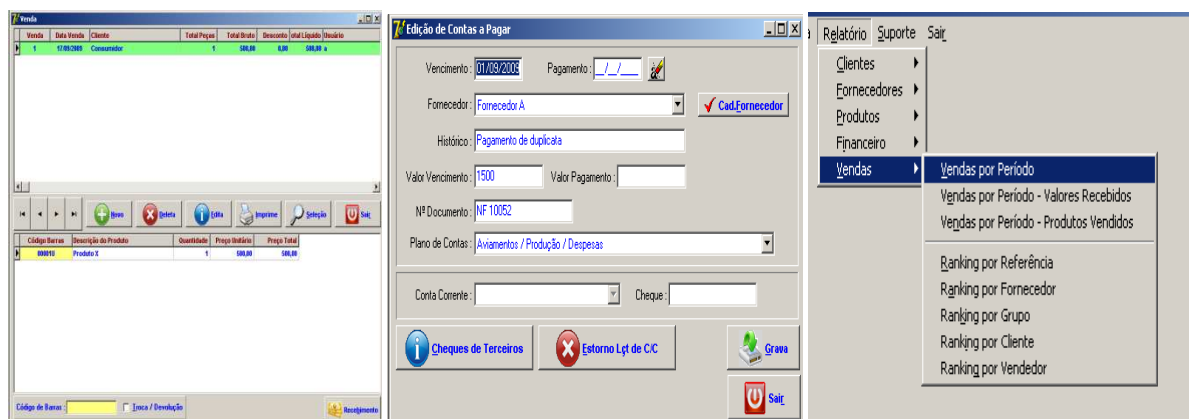 Venda
Venda Data Venda Cliente Total Peças Total Bruto Desconto otal Líquido Usuário
1 17/09/2009 Consumidor 1 500,00 0,00 500,00 a
Novo Deleta Edita Imprime Seleção Sair
Código Barras Descrição do Produto Quantidade Preço Unitário Preço Total
000010 Produto X 1 500,00 500,00
Código de Barras : Troca / Devolução Recebimento
Edição de Contas a Pagar
Vencimento : 01/09/2009 Pagamento : __/__/____
Fornecedor : Fornecedor A Cad.Fornecedor
Histórico : Pagamento de duplicata
Valor Vencimento : 1500 Valor Pagamento :
Nº Documento : NF 10052
Plano de Contas : Aviamentos / Produção / Despesas
Conta Corrente : Cheque :
Cheques de Terceiros Estorno Lçt de C/C Grava
Sair
Relatório Suporte Sair
Clientes
Fornecedores
Produtos
Financeiro
Vendas
Vendas por Período
Vendas por Período - Valores Recebidos
Vendas por Período - Produtos Vendidos
Ranking por Referência
Ranking por Fornecedor
Ranking por Grupo
Ranking por Cliente
Ranking por Vendedor